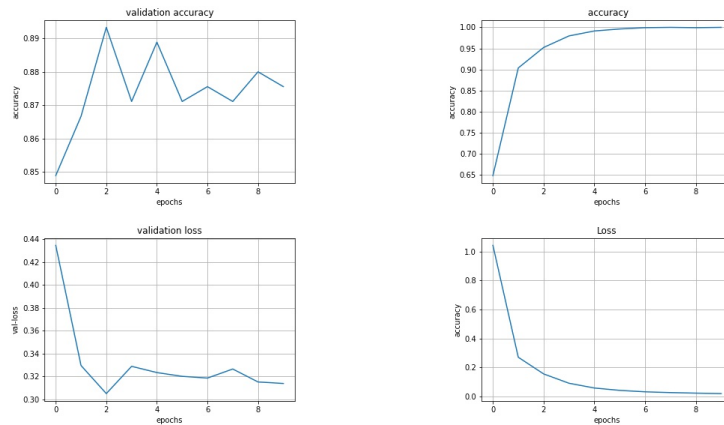 validation accuracy
accuracy
0.89
0.88
0.87
0.86
0.85
0 2 4 6 8
epochs
accuracy
accuracy
1.00
0.95
0.90
0.85
0.80
0.75
0.70
0.65
0 2 4 6 8
epochs
validation loss
val-loss
0.44
0.42
0.40
0.38
0.36
0.34
0.32
0.30
0 2 4 6 8
epochs
Loss
accuracy
1.0
0.8
0.6
0.4
0.2
0.0
0 2 4 6 8
epochs